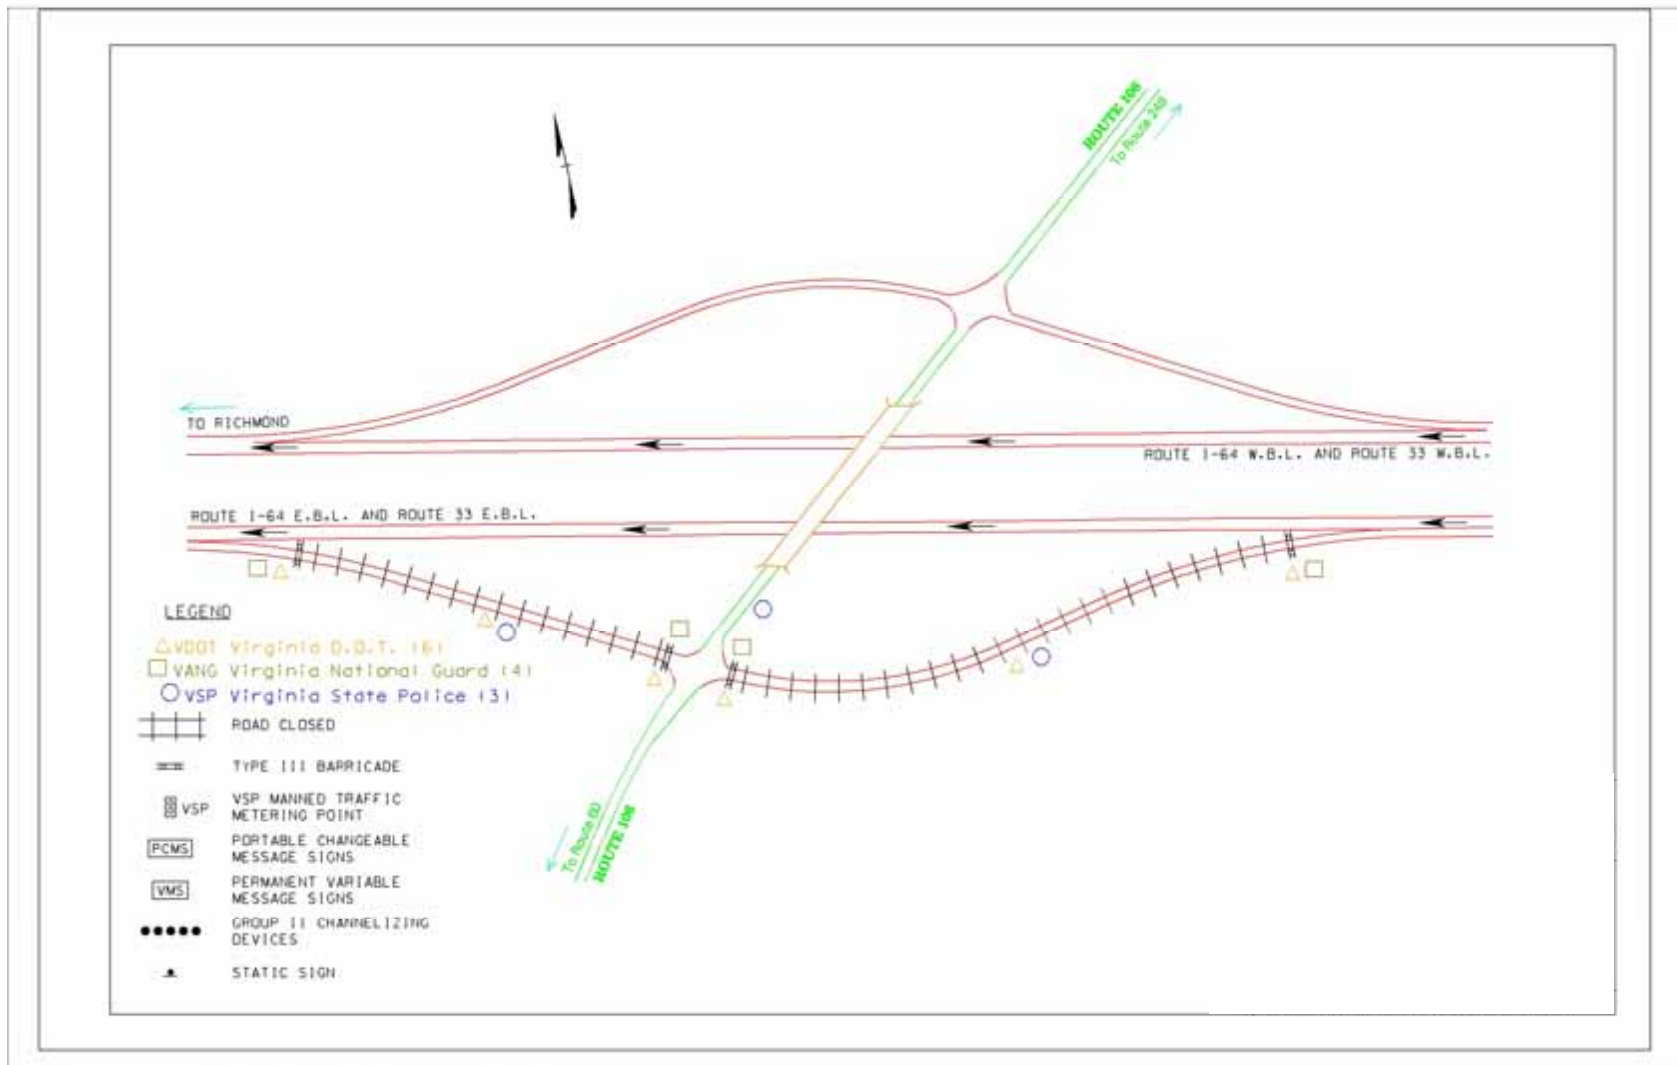 ROUTE 106
To Route 249
TO RICHMOND
ROUTE I-64 W.B.L. AND ROUTE 33 W.B.L.
ROUTE I-64 E.B.L. AND ROUTE 33 E.B.L.
LEGEND
VDOT Virginia D.O.T. (6)
VANG Virginia National Guard (4)
VSP Virginia State Police (3)
ROAD CLOSED
TYPE III BARRICADE
VSP
VSP MANNED TRAFFIC
METERING POINT
PCMS
PORTABLE CHANGEABLE
MESSAGE SIGNS
VMS
PERMANENT VARIABLE
MESSAGE SIGNS
GROUP II CHANNELIZING
DEVICES
STATIC SIGN
To Route 60
ROUTE 106